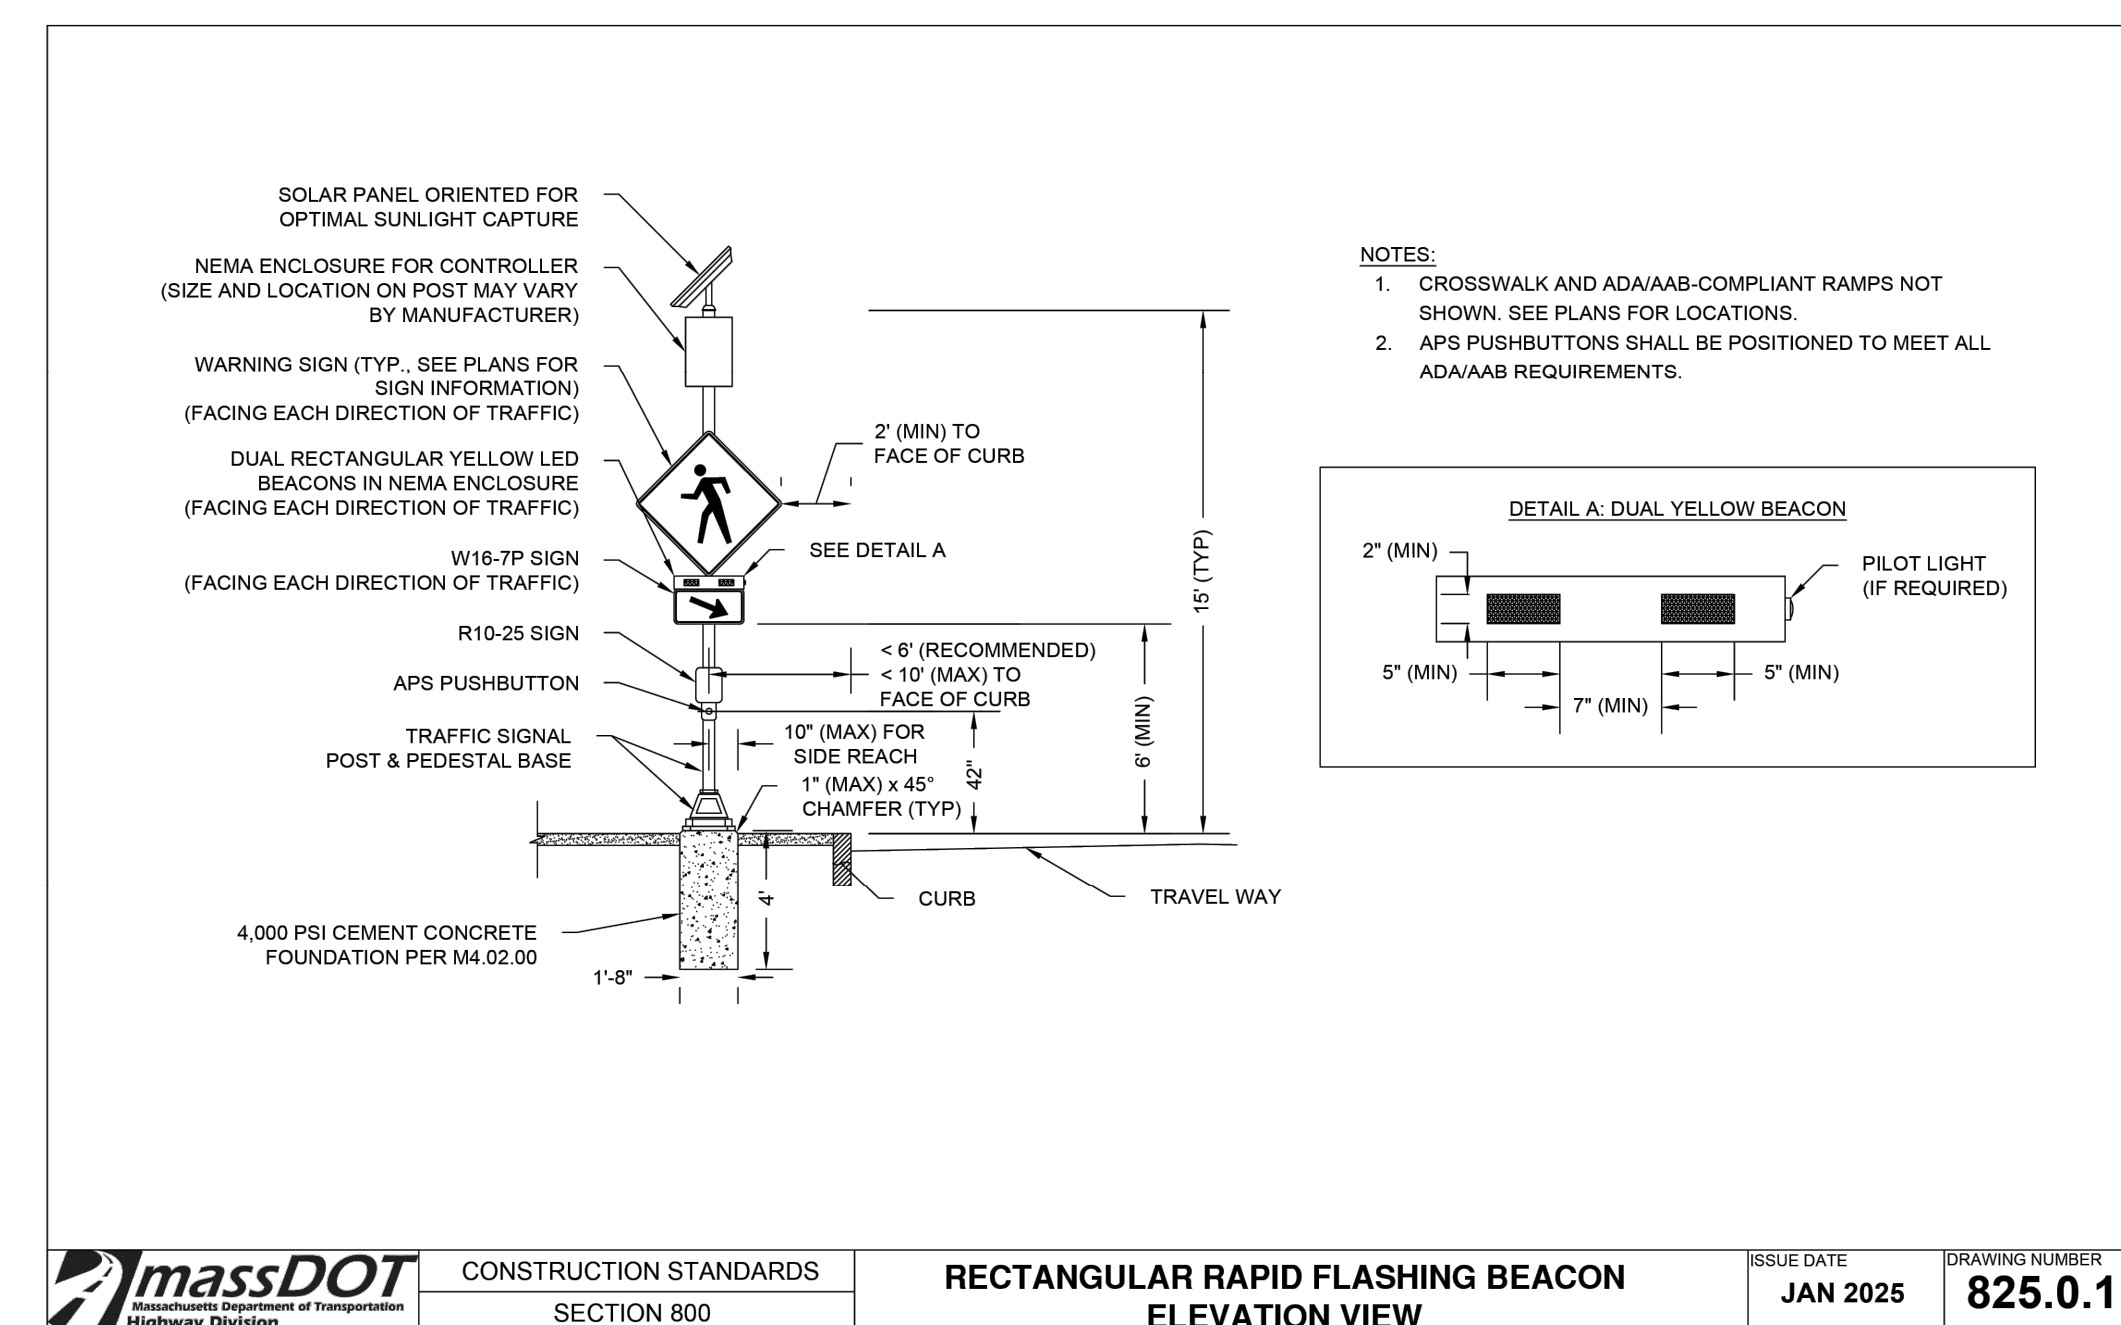 SOLAR PANEL ORIENTED FOR
OPTIMAL SUNLIGHT CAPTURE
NEMA ENCLOSURE FOR CONTROLLER
(SIZE AND LOCATION ON POST MAY VARY
BY MANUFACTURER)
WARNING SIGN (TYP., SEE PLANS FOR
SIGN INFORMATION)
(FACING EACH DIRECTION OF TRAFFIC)
DUAL RECTANGULAR YELLOW LED
BEACONS IN NEMA ENCLOSURE
(FACING EACH DIRECTION OF TRAFFIC)
W16-7P SIGN
(FACING EACH DIRECTION OF TRAFFIC)
R10-25 SIGN
APS PUSHBUTTON
TRAFFIC SIGNAL
POST & PEDESTAL BASE
4,000 PSI CEMENT CONCRETE
FOUNDATION PER M4.02.00
1'-8"
4'
2' (MIN) TO
FACE OF CURB
SEE DETAIL A
< 6' (RECOMMENDED)
< 10' (MAX) TO
FACE OF CURB
10" (MAX) FOR
SIDE REACH
1" (MAX) x 45°
CHAMFER (TYP)
42"
6' (MIN)
15' (TYP)
CURB
TRAVEL WAY
NOTES:
1. CROSSWALK AND ADA/AAB-COMPLIANT RAMPS NOT
SHOWN. SEE PLANS FOR LOCATIONS.
2. APS PUSHBUTTONS SHALL BE POSITIONED TO MEET ALL
ADA/AAB REQUIREMENTS.
DETAIL A: DUAL YELLOW BEACON
2" (MIN)
PILOT LIGHT
(IF REQUIRED)
5" (MIN)
5" (MIN)
7" (MIN)
massDOT
Massachusetts Department of Transportation
Highway Division
CONSTRUCTION STANDARDS
SECTION 800
RECTANGULAR RAPID FLASHING BEACON
ELEVATION VIEW
ISSUE DATE
JAN 2025
DRAWING NUMBER
825.0.1